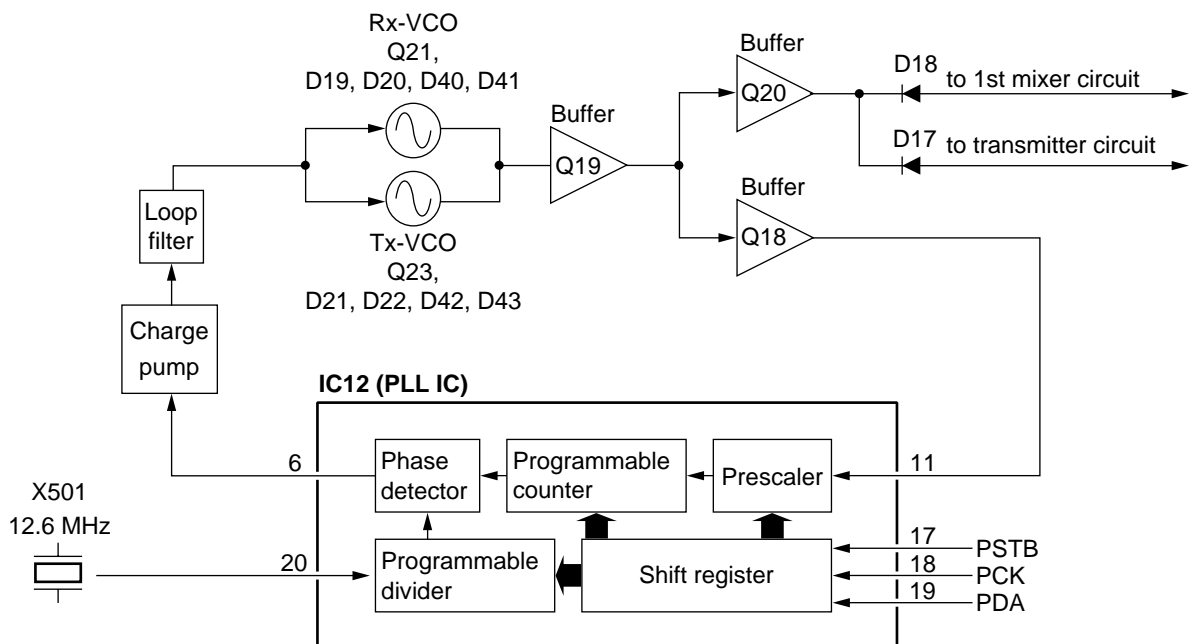 Rx-VCO
Q21,
D19, D20, D40, D41
Buffer
Q19
Buffer
Q20
D18
to 1st mixer circuit
D17
to transmitter circuit
Buffer
Q18
Loop
filter
Tx-VCO
Q23,
D21, D22, D42, D43
Charge
pump
IC12 (PLL IC)
6
Phase
detector
Programmable
counter
Prescaler
11
X501
12.6 MHz
20
Programmable
divider
Shift register
17
PSTB
18
PCK
19
PDA